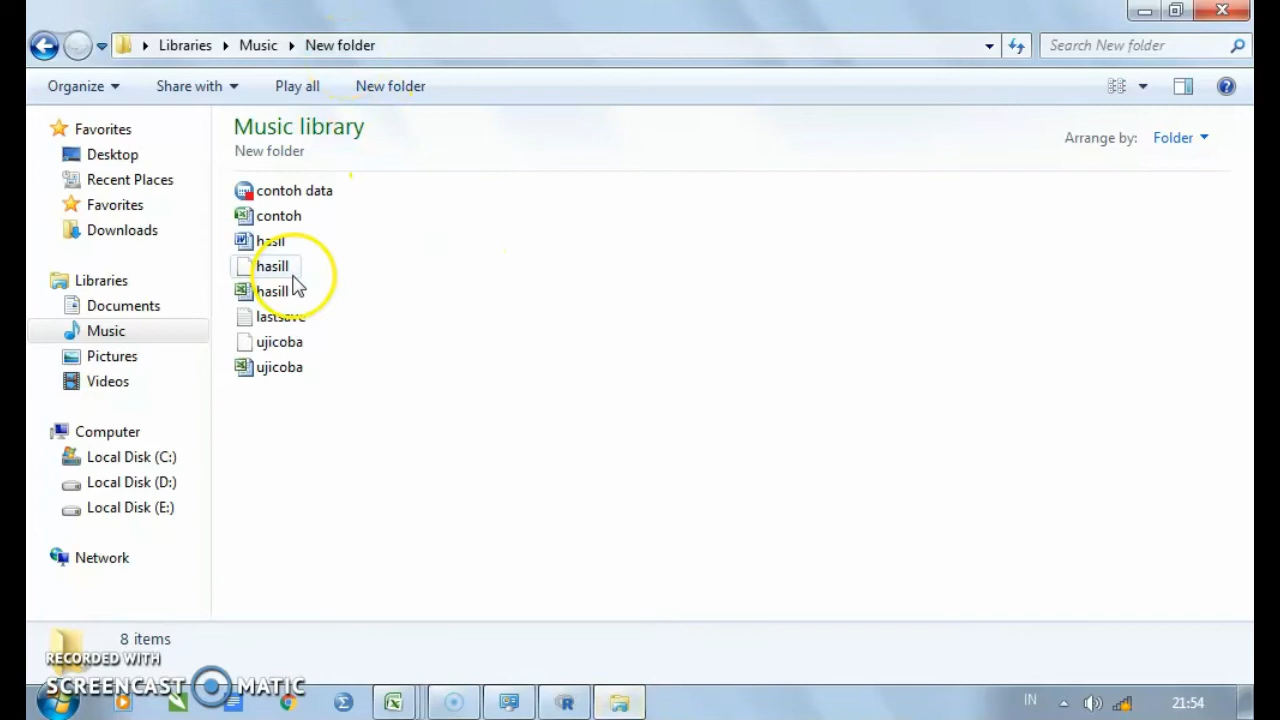 Libraries Music New folder
Search New folder
Organize Share with Play all New folder
Favorites
Desktop
Recent Places
Favorites
Downloads
Libraries
Documents
Music
Pictures
Videos
Computer
Local Disk (C:)
Local Disk (D:)
Local Disk (E:)
Network
Music library
New folder
Arrange by: Folder
contoh data
contoh
hasil
hasill
hasill
lastsave
ujicoba
ujicoba
8 items
RECORDED WITH
SCREENCAST MATIC
IN
21:54